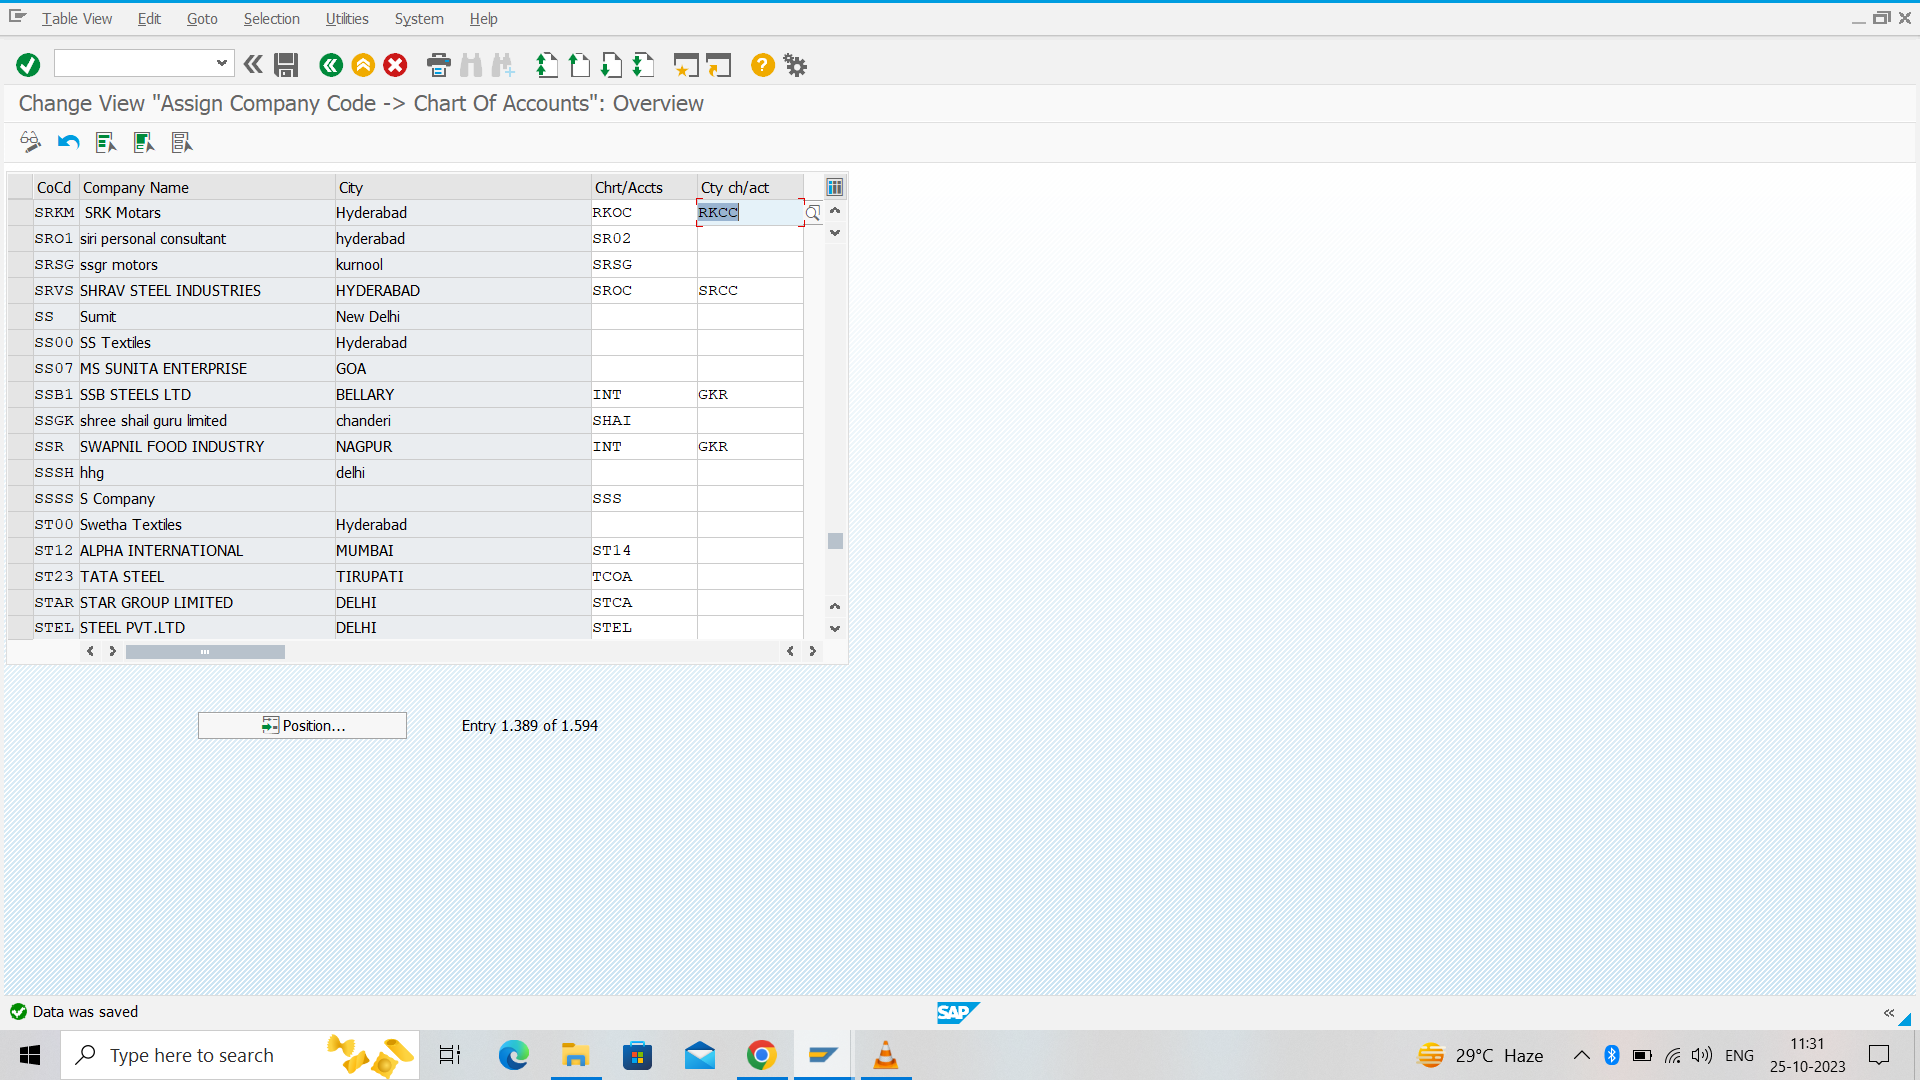 Table View Edit Goto Selection Utilities System Help
Change View "Assign Company Code -> Chart Of Accounts": Overview
CoCd Company Name City Chrt/Accts Cty ch/act
SRKM SRK Motars Hyderabad RKOC RKCC
SRO1 siri personal consultant hyderabad SR02
SRSG ssgr motors kurnool SRSG
SRVS SHRAV STEEL INDUSTRIES HYDERABAD SROC SRCC
SS Sumit New Delhi
SS00 SS Textiles Hyderabad
SS07 MS SUNITA ENTERPRISE GOA
SSB1 SSB STEELS LTD BELLARY INT GKR
SSGK shree shail guru limited chanderi SHAI
SSR SWAPNIL FOOD INDUSTRY NAGPUR INT GKR
SSSH hhg delhi
SSSS S Company SSS
ST00 Swetha Textiles Hyderabad
ST12 ALPHA INTERNATIONAL MUMBAI ST14
ST23 TATA STEEL TIRUPATI TCOA
STAR STAR GROUP LIMITED DELHI STCA
STEL STEEL PVT.LTD DELHI STEL
Position... Entry 1.389 of 1.594
Data was saved SAP
Type here to search 29°C Haze ENG 11:31
25-10-2023